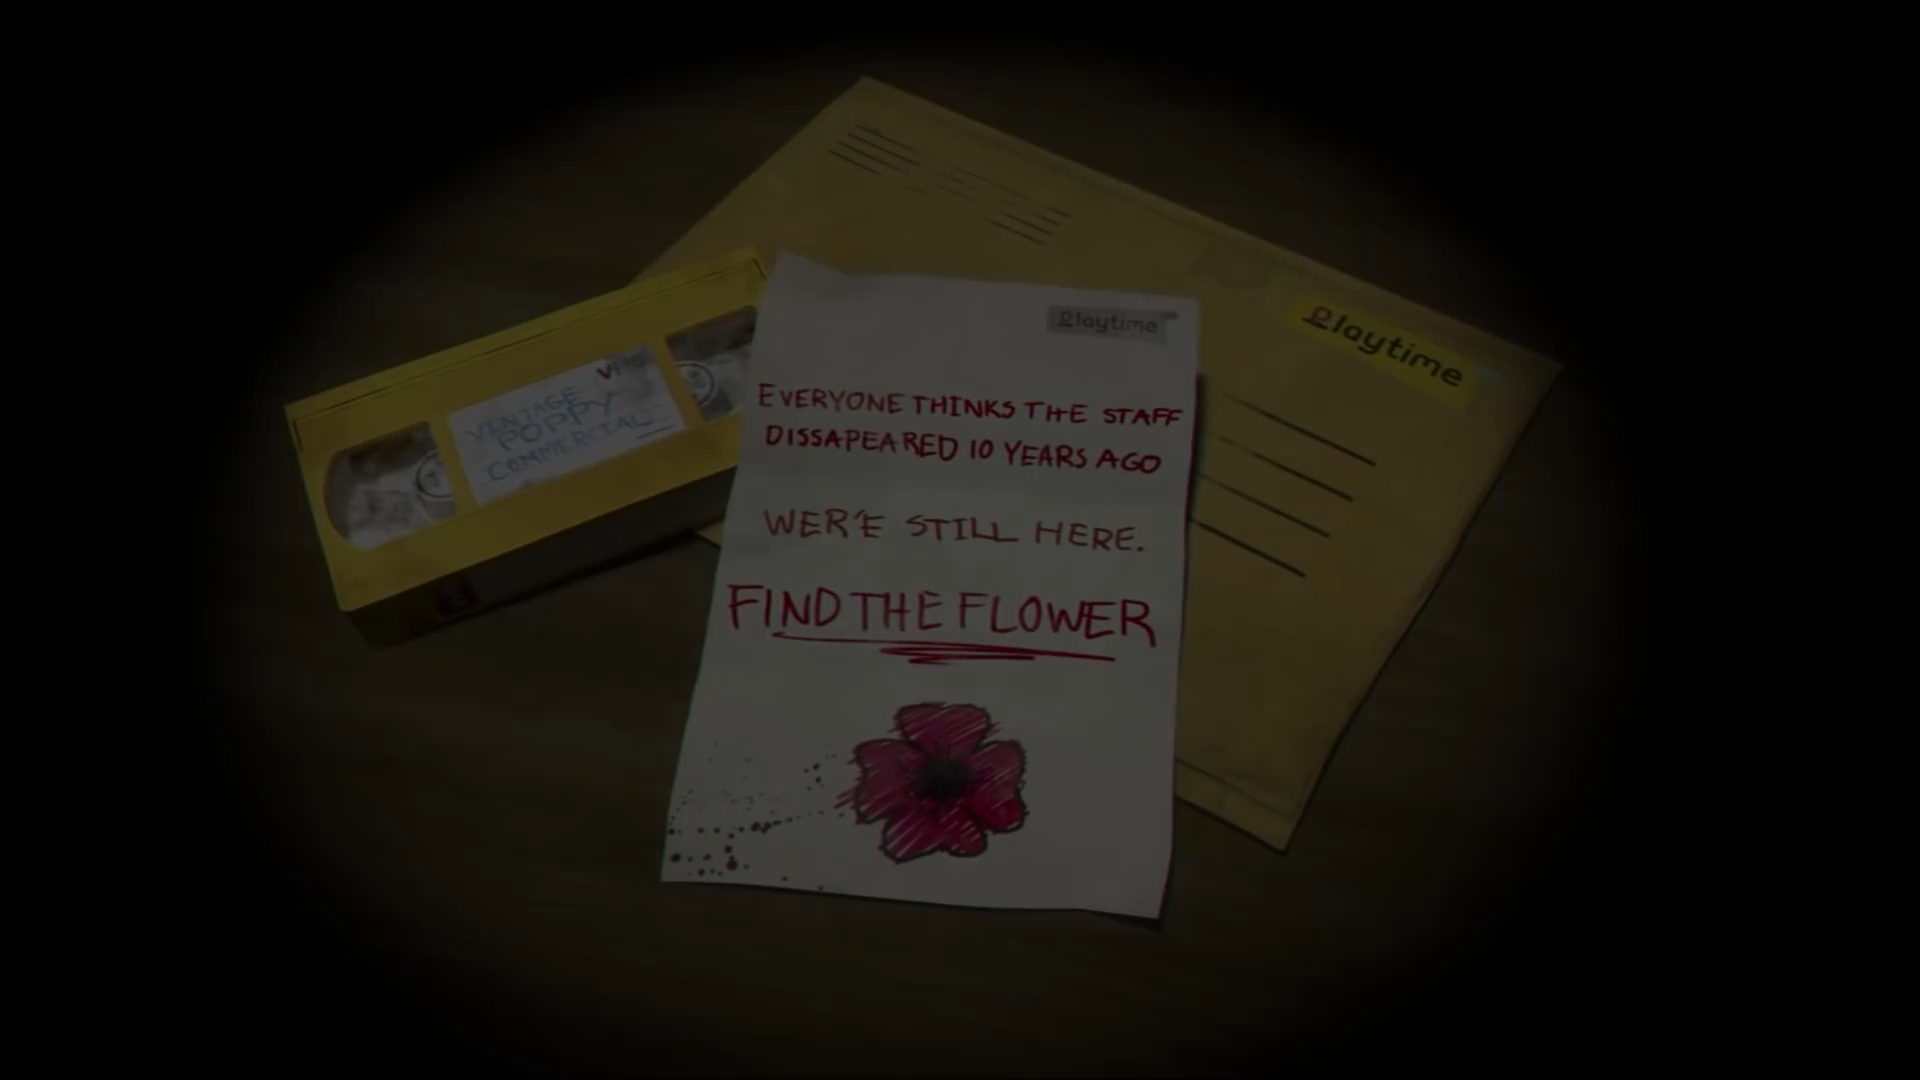 VINTAGE
POPPY
COMMERCIAL
Playtime
EVERYONE THINKS THE STAFF
DISSAPEARED 10 YEARS AGO
WER'E STILL HERE.
FIND THE FLOWER
Playtime